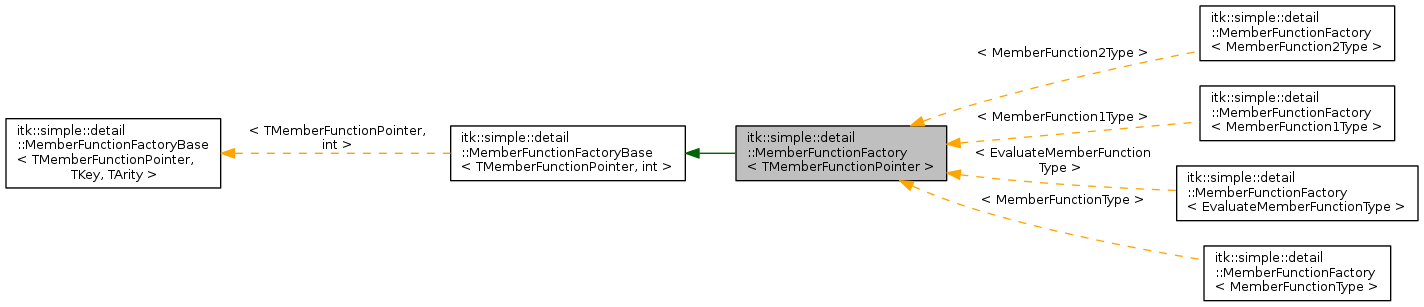 itk::simple::detail
::MemberFunctionFactoryBase
< TMemberFunctionPointer,
TKey, TArity >
< TMemberFunctionPointer,
int >
itk::simple::detail
::MemberFunctionFactoryBase
< TMemberFunctionPointer, int >
itk::simple::detail
::MemberFunctionFactory
< TMemberFunctionPointer >
< MemberFunction2Type >
< MemberFunction1Type >
< EvaluateMemberFunction
Type >
< MemberFunctionType >
itk::simple::detail
::MemberFunctionFactory
< MemberFunction2Type >
itk::simple::detail
::MemberFunctionFactory
< MemberFunction1Type >
itk::simple::detail
::MemberFunctionFactory
< EvaluateMemberFunctionType >
itk::simple::detail
::MemberFunctionFactory
< MemberFunctionType >